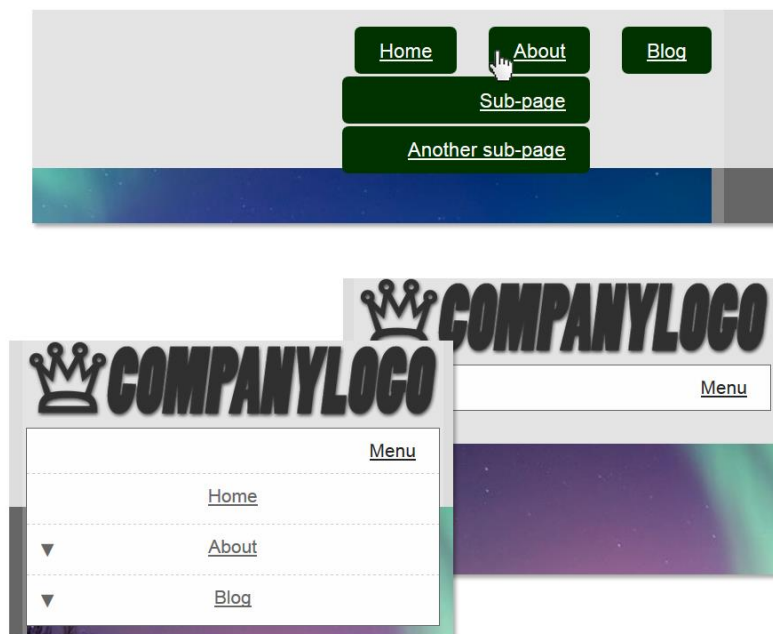 Home About Blog
Sub-page
Another sub-page
COMPANYLOGO
Menu
COMPANYLOGO
Menu
Home
▼ About
▼ Blog